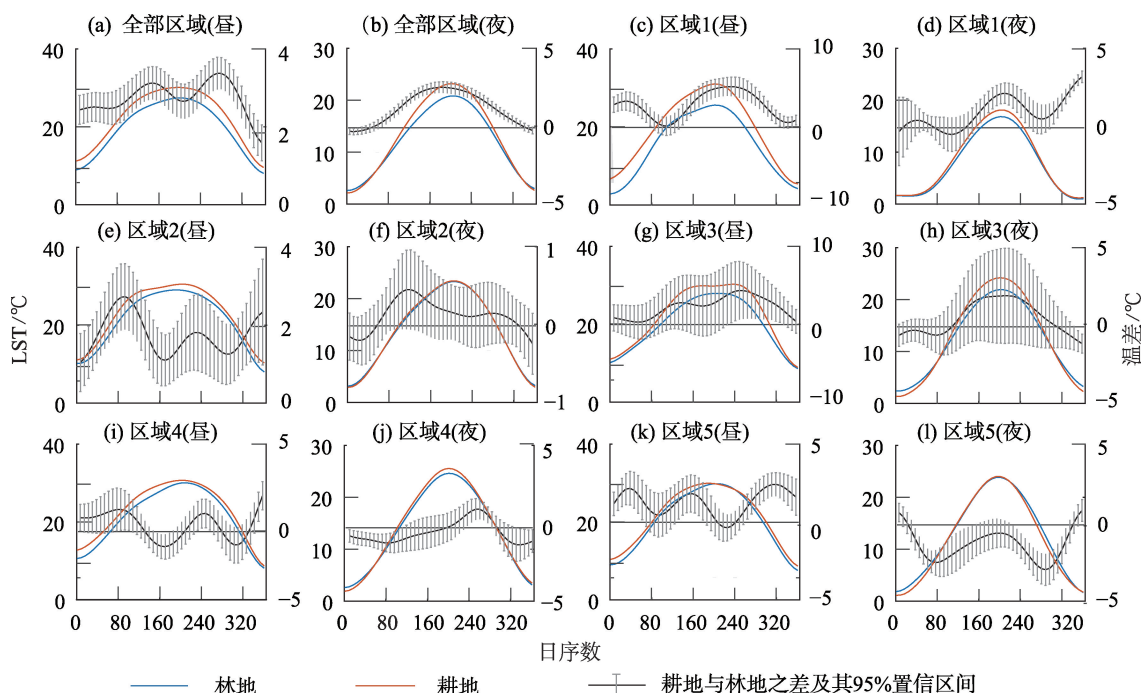 (a) 全部区域(昼) (b) 全部区域(夜) (c) 区域1(昼) (d) 区域1(夜)
40 4 30 5 40 10 30 5
20 2 20 0 20 0 20 0
10 10
0 0 0 −5 0 −10 0 −5
(e) 区域2(昼) (f) 区域2(夜) (g) 区域3(昼) (h) 区域3(夜)
40 4 30 1 40 10 30 5
20 2 20 0 20 0 20 0
10 10
0 0 0 −1 0 −10 0 −5
(i) 区域4(昼) (j) 区域4(夜) (k) 区域5(昼) (l) 区域5(夜)
40 5 30 5 40 5 30 5
20 0 20 0 20 0 20 0
10 10
0 −5 0 −5 0 −5 0 −5
0 80 160 240 320 0 80 160 240 320 0 80 160 240 320 0 80 160 240 320
LST/℃
温差/℃
日序数
林地 耕地 耕地与林地之差及其95%置信区间